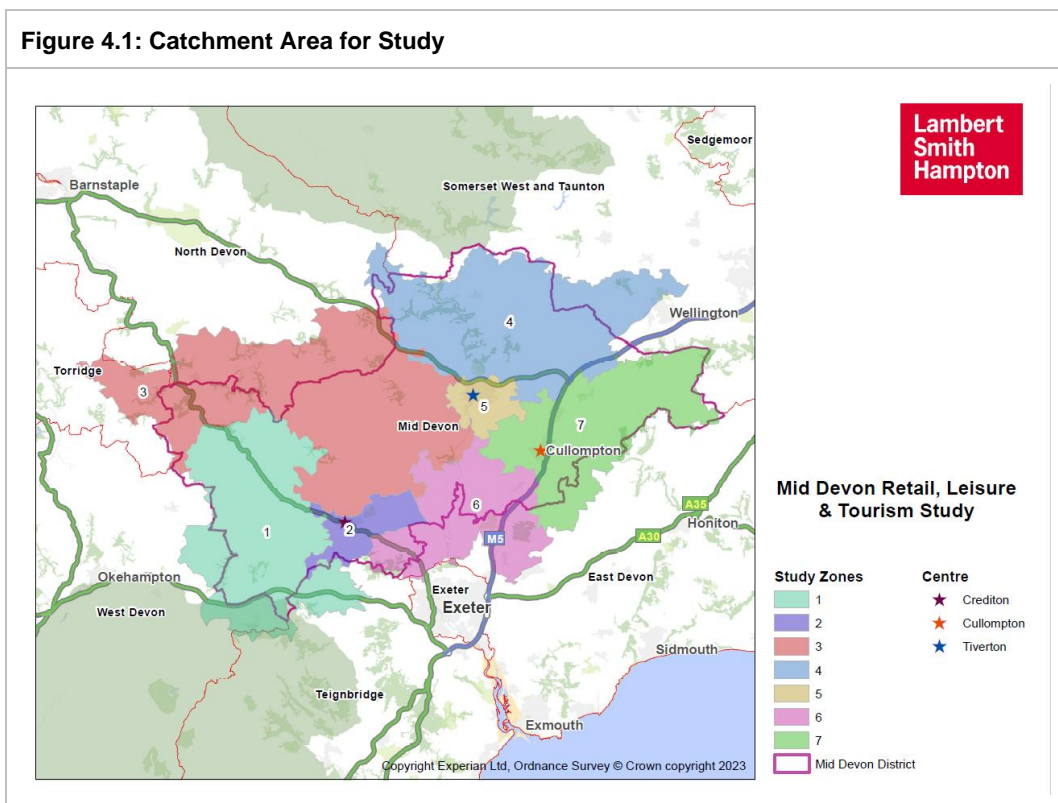 Figure 4.1: Catchment Area for Study
Lambert
Smith
Hampton
Sedgemoor
Barnstaple
Somerset West and Taunton
North Devon
Wellington
4
Torridge
3
5
Mid Devon
7
Cullompton
6
Mid Devon Retail, Leisure
& Tourism Study
A35
Honiton
1
2
M5
A30
Okehampton
East Devon
Exeter
Exeter
West Devon
Sidmouth
Teignbridge
Exmouth
Copyright Experian Ltd, Ordnance Survey © Crown copyright 2023
Study Zones
1
2
3
4
5
6
7
Mid Devon District
Centre
Crediton
Cullompton
Tiverton